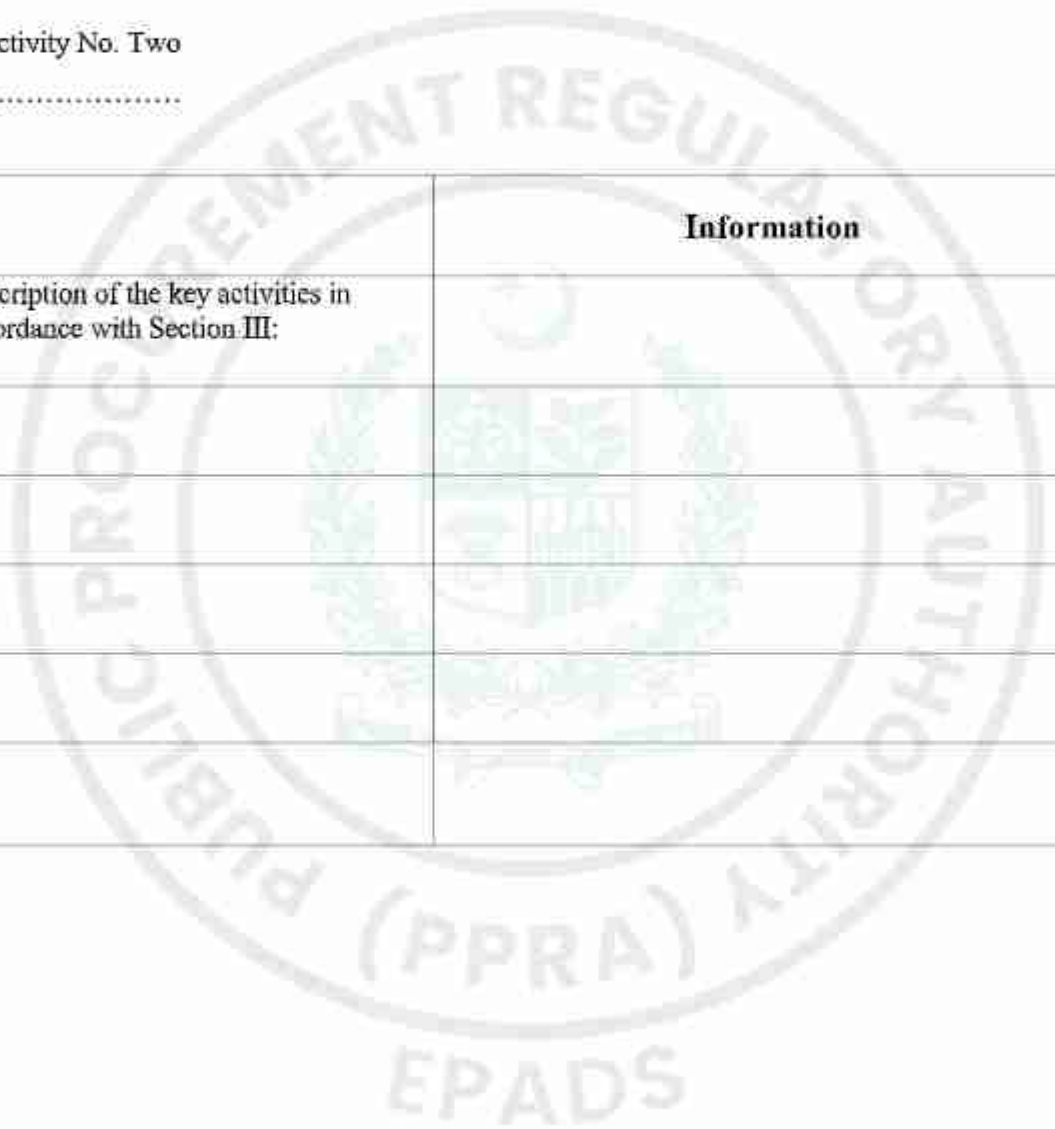 ctivity No. Two
....................
Information
cription of the key activities in
ordance with Section III:
PUBLIC PROCUREMENT REGULATORY AUTHORITY
(PPRA)
EPADS